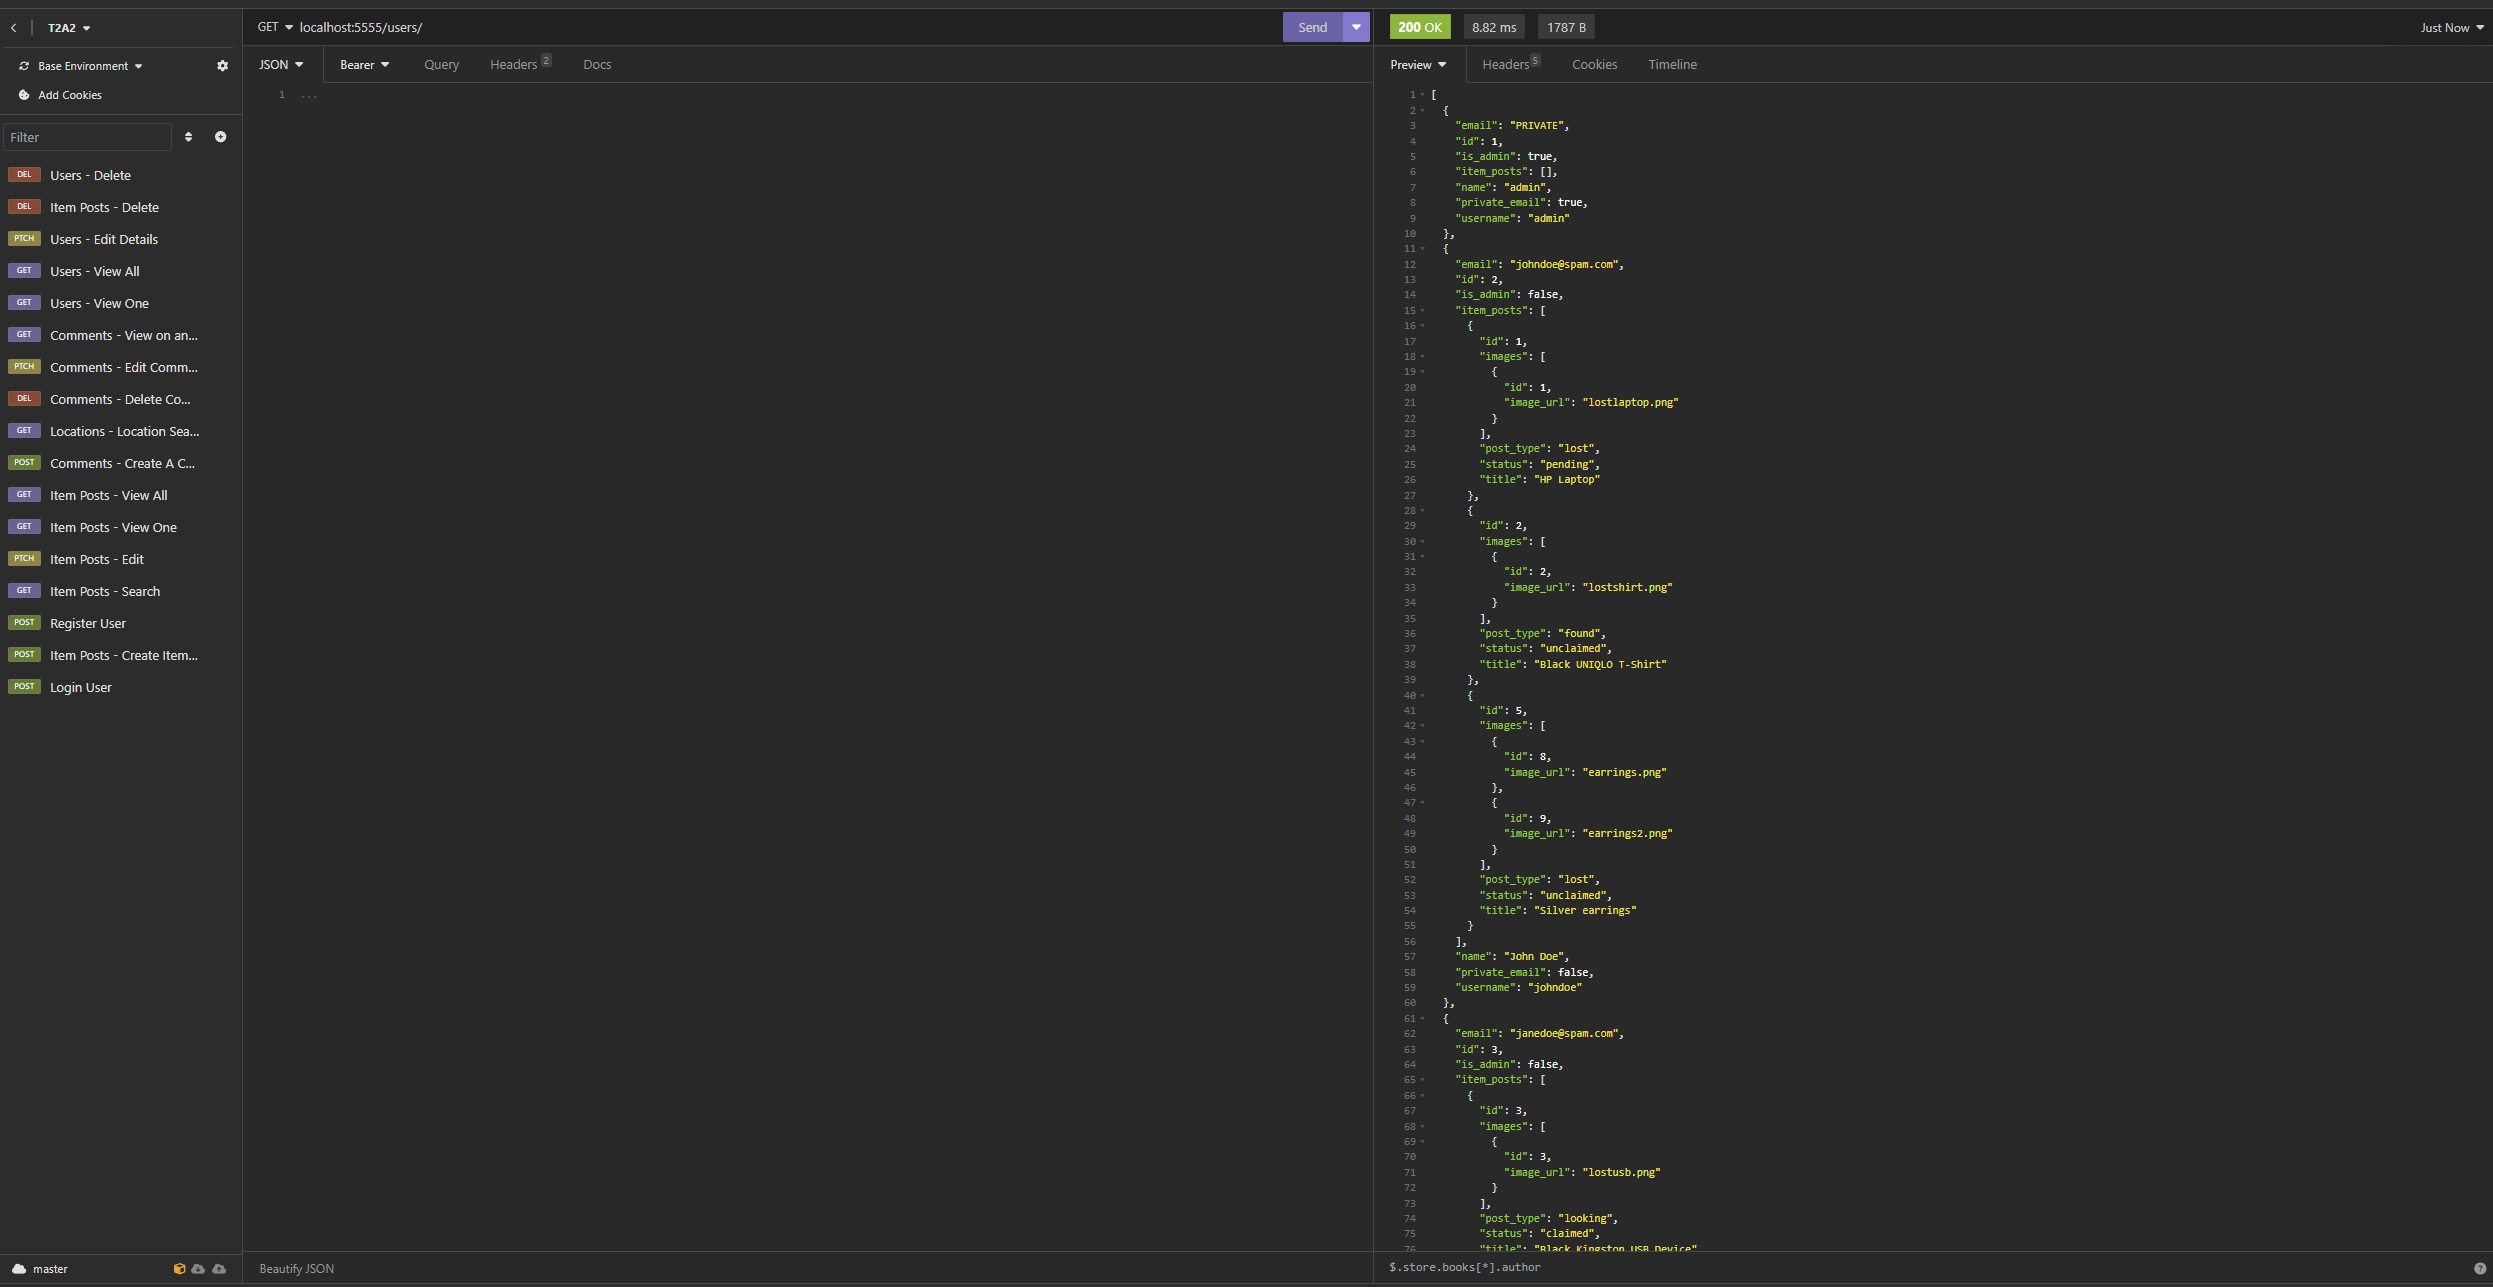 T2A2
Base Environment
Add Cookies
Filter
DEL Users - Delete
DEL Item Posts - Delete
PTCH Users - Edit Details
GET Users - View All
GET Users - View One
GET Comments - View on an...
PTCH Comments - Edit Comm...
DEL Comments - Delete Co...
GET Locations - Location Sea...
POST Comments - Create A C...
GET Item Posts - View All
GET Item Posts - View One
PTCH Item Posts - Edit
GET Item Posts - Search
POST Register User
POST Item Posts - Create Item...
POST Login User
master
GET localhost:5555/users/ Send
JSON Bearer Query Headers 2 Docs
1 ...
Beautify JSON
200 OK 8.82 ms 1787 B Just Now
Preview Headers 5 Cookies Timeline
1 [
2 {
3 "email": "PRIVATE",
4 "id": 1,
5 "is_admin": true,
6 "item_posts": [],
7 "name": "admin",
8 "private_email": true,
9 "username": "admin"
10 },
11 {
12 "email": "johndoe@spam.com",
13 "id": 2,
14 "is_admin": false,
15 "item_posts": [
16 {
17 "id": 1,
18 "images": [
19 {
20 "id": 1,
21 "image_url": "lostlaptop.png"
22 }
23 ],
24 "post_type": "lost",
25 "status": "pending",
26 "title": "HP Laptop"
27 },
28 {
29 "id": 2,
30 "images": [
31 {
32 "id": 2,
33 "image_url": "lostshirt.png"
34 }
35 ],
36 "post_type": "found",
37 "status": "unclaimed",
38 "title": "Black UNIQLO T-Shirt"
39 },
40 {
41 "id": 5,
42 "images": [
43 {
44 "id": 8,
45 "image_url": "earrings.png"
46 },
47 {
48 "id": 9,
49 "image_url": "earrings2.png"
50 }
51 ],
52 "post_type": "lost",
53 "status": "unclaimed",
54 "title": "Silver earrings"
55 }
56 ],
57 "name": "John Doe",
58 "private_email": false,
59 "username": "johndoe"
60 },
61 {
62 "email": "janedoe@spam.com",
63 "id": 3,
64 "is_admin": false,
65 "item_posts": [
66 {
67 "id": 3,
68 "images": [
69 {
70 "id": 3,
71 "image_url": "lostusb.png"
72 }
73 ],
74 "post_type": "looking",
75 "status": "claimed",
76 "title": "Black Kingston USB Device"
$.store.books[*].author